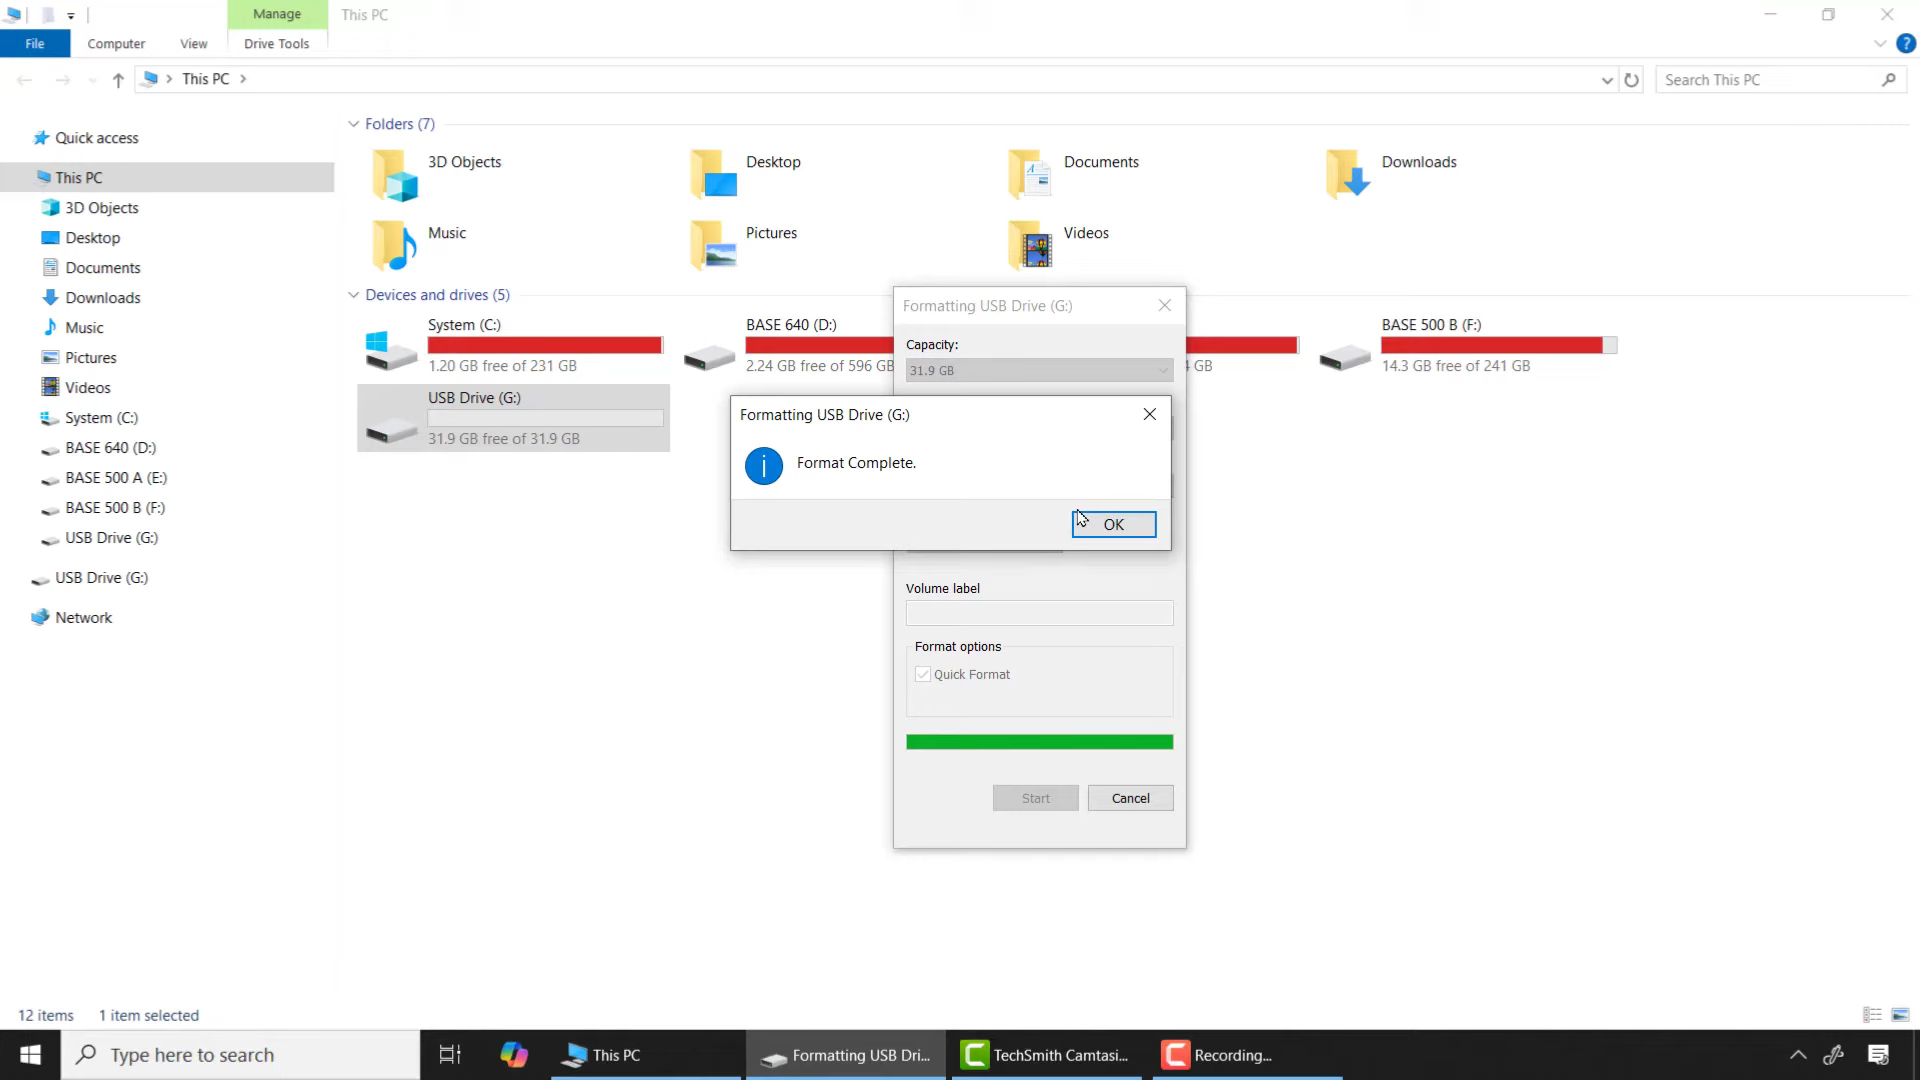 Manage
This PC
File
Computer
View
Drive Tools
?
This PC
Search This PC
Quick access
This PC
3D Objects
Desktop
Documents
Downloads
Music
Pictures
Videos
System (C:)
BASE 640 (D:)
BASE 500 A (E:)
BASE 500 B (F:)
USB Drive (G:)
USB Drive (G:)
Network
Folders (7)
3D Objects
Desktop
Documents
Downloads
Music
Pictures
Videos
Devices and drives (5)
System (C:)
1.20 GB free of 231 GB
BASE 640 (D:)
2.24 GB free of 596 GB
4 GB
BASE 500 B (F:)
14.3 GB free of 241 GB
USB Drive (G:)
31.9 GB free of 31.9 GB
Formatting USB Drive (G:)
Capacity:
31.9 GB
Formatting USB Drive (G:)
Format Complete.
OK
Volume label
Format options
Quick Format
Start
Cancel
12 items
1 item selected
Type here to search
This PC
Formatting USB Dri...
TechSmith Camtasi...
Recording...